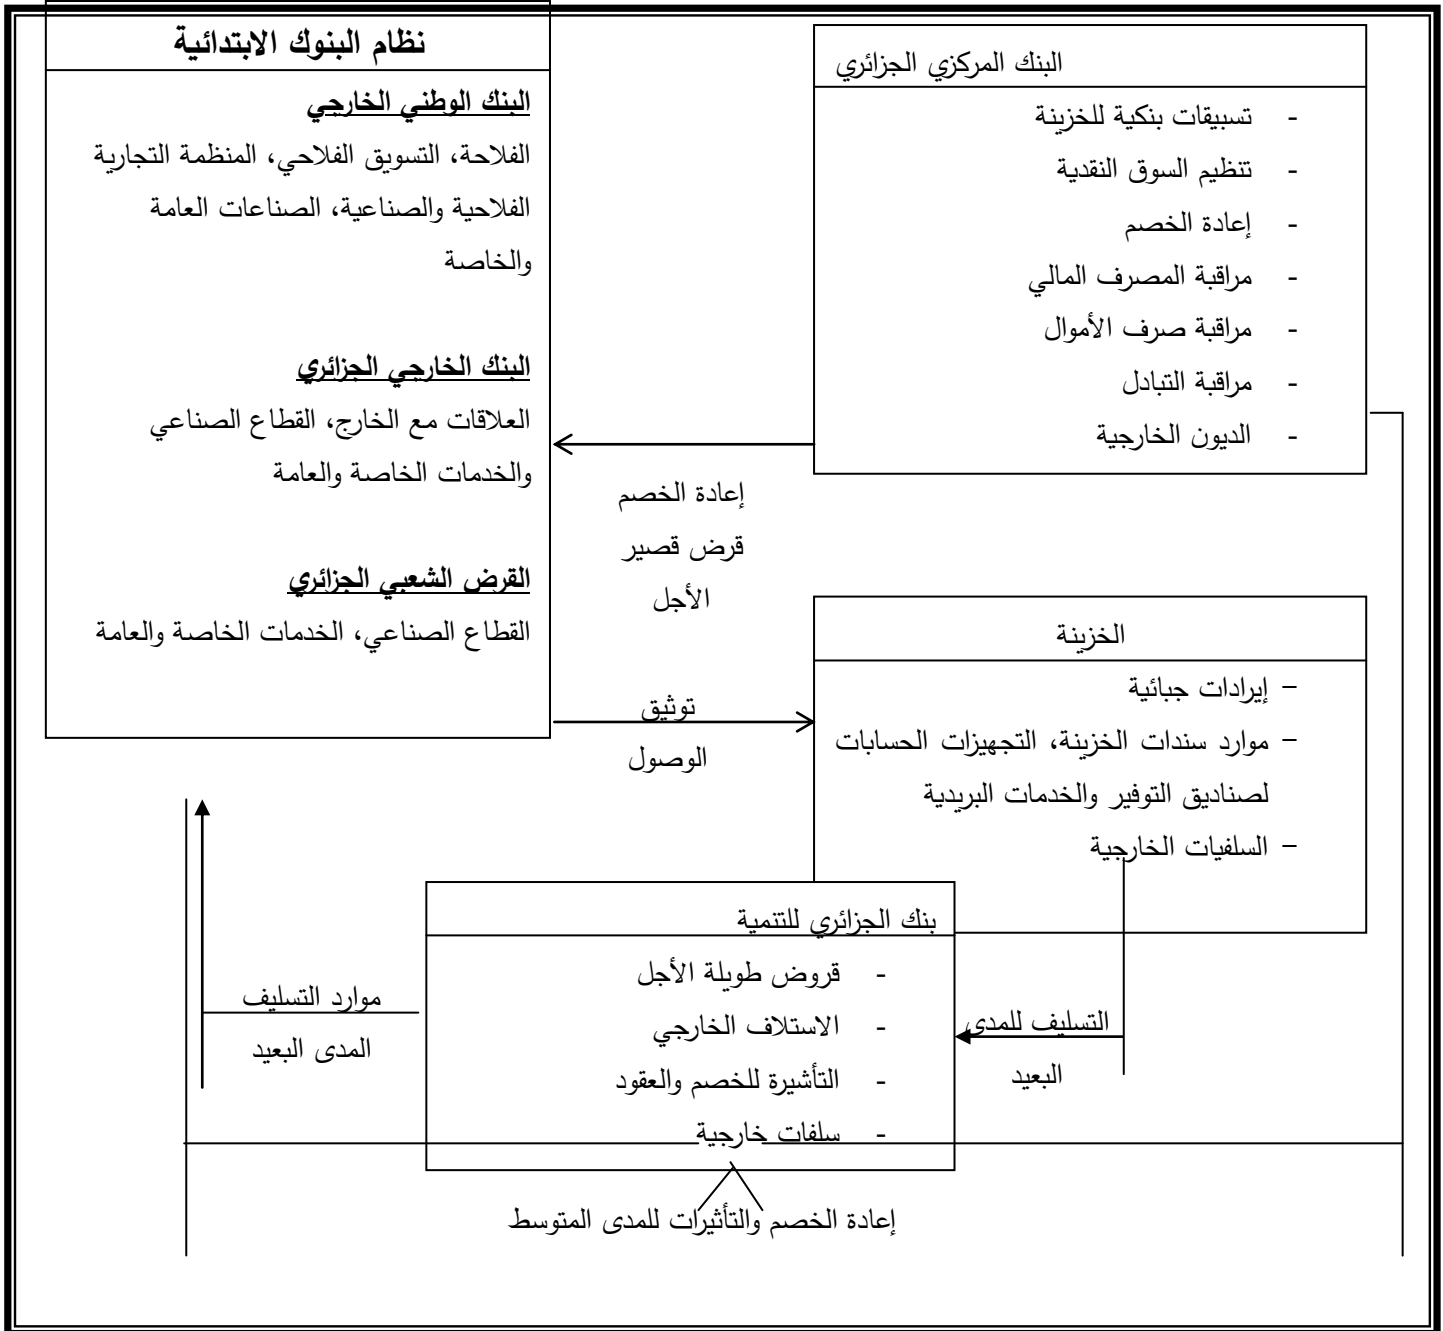 البنك المركزي الجزائري
- تسبيقات بنكية للخزينة
- تنظيم السوق النقدية
- إعادة الخصم
- مراقبة المصرف المالي
- مراقبة صرف الأموال
- مراقبة التبادل
- الديون الخارجية
نظام البنوك الابتدائية
البنك الوطني الخارجي
الفلاحة، التسويق الفلاحي، المنظمة التجارية
الفلاحية والصناعية، الصناعات العامة
والخاصة
البنك الخارجي الجزائري
العلاقات مع الخارج، القطاع الصناعي
والخدمات الخاصة والعامة
القرض الشعبي الجزائري
القطاع الصناعي، الخدمات الخاصة والعامة
إعادة الخصم
قرض قصير
الأجل
توثيق
الوصول
الخزينة
– إيرادات جبائية
– موارد سندات الخزينة، التجهيزات الحسابات
لصناديق التوفير والخدمات البريدية
– السلفيات الخارجية
بنك الجزائري للتنمية
- قروض طويلة الأجل
- الاستلاف الخارجي
- التأشيرة للخصم والعقود
- سلفات خارجية
التسليف للمدى
البعيد
موارد التسليف
المدى البعيد
إعادة الخصم والتأثيرات للمدى المتوسط